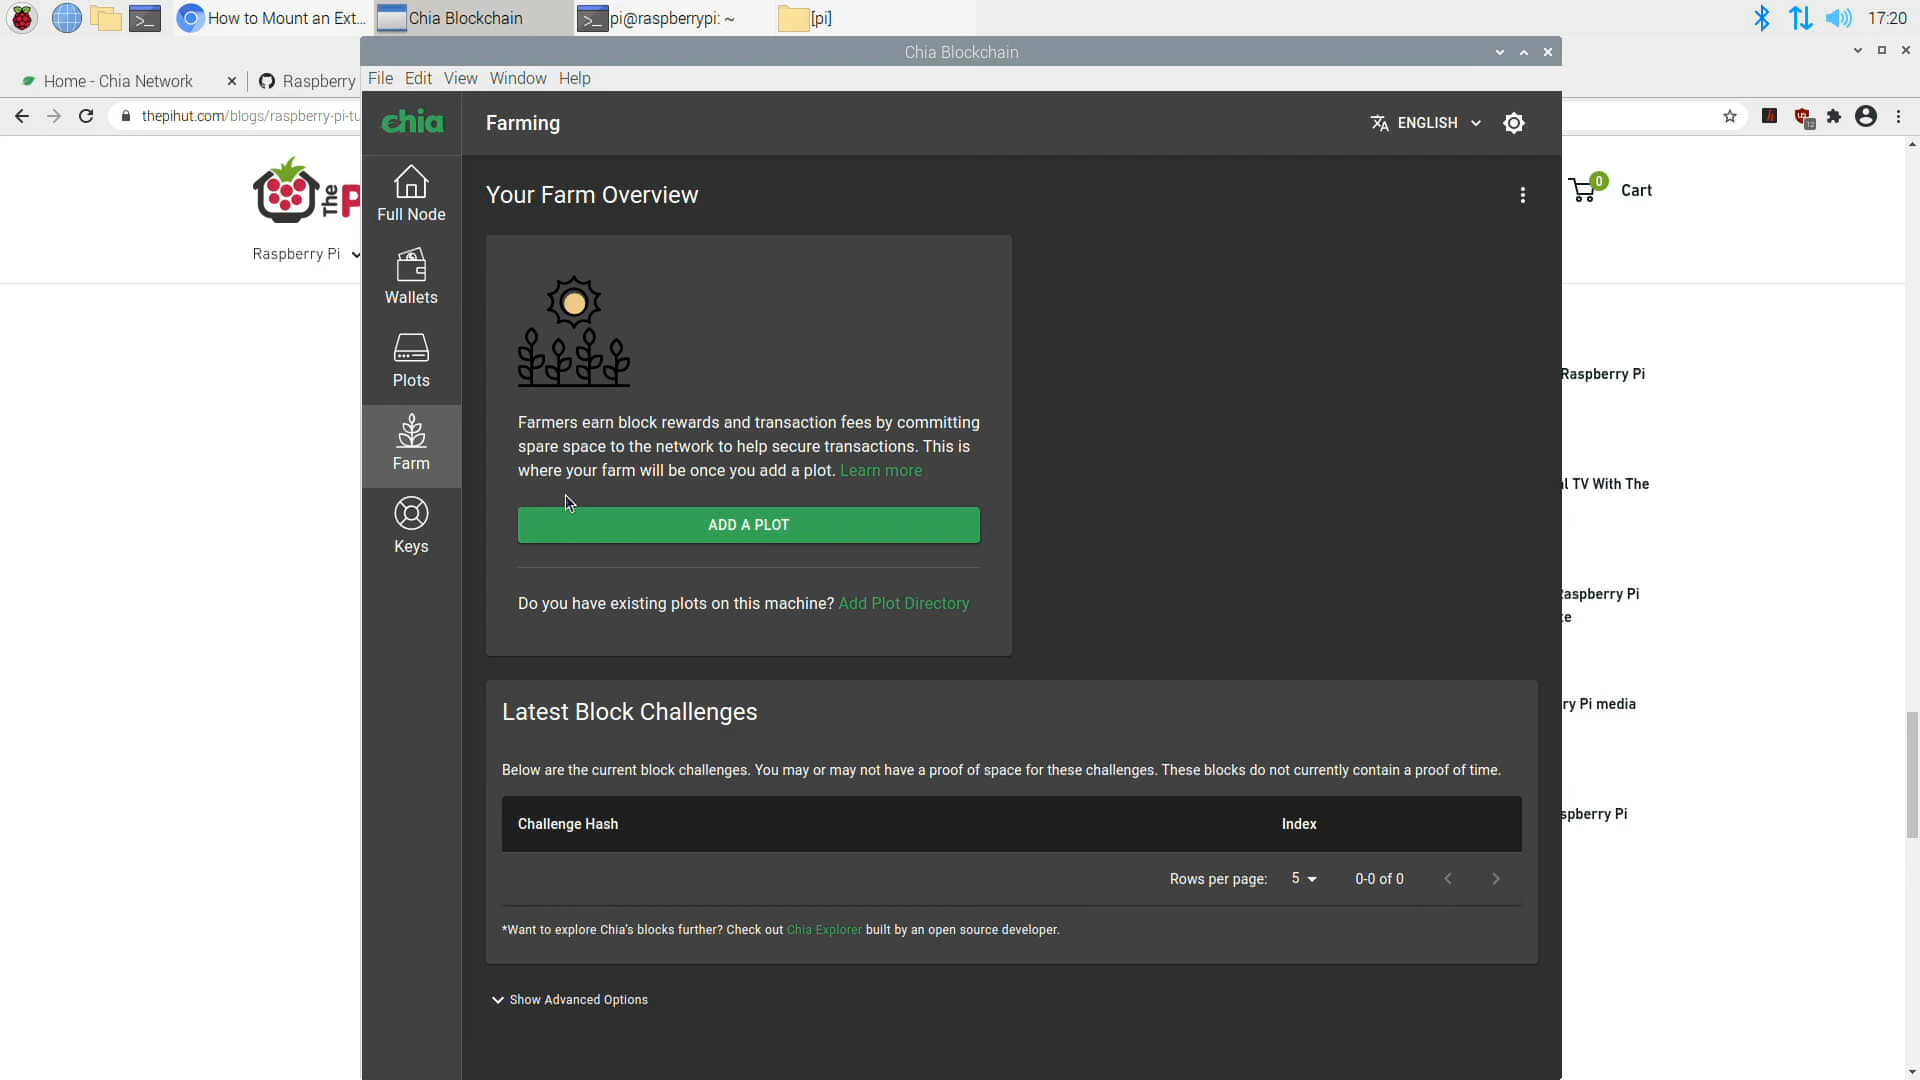 How to Mount an Ext...
Chia Blockchain
pi@raspberrypi: ~
[pi]
17:20
Chia Blockchain
Home - Chia Network
Raspberry
File Edit View Window Help
thepihut.com/blogs/raspberry-pi-tu
chia
Farming
ENGLISH
12
The P
Raspberry Pi
0
Cart
Full Node
Wallets
Plots
Farm
Keys
Your Farm Overview
Farmers earn block rewards and transaction fees by committing
spare space to the network to help secure transactions. This is
where your farm will be once you add a plot. Learn more
ADD A PLOT
Do you have existing plots on this machine? Add Plot Directory
Latest Block Challenges
Below are the current block challenges. You may or may not have a proof of space for these challenges. These blocks do not currently contain a proof of time.
Challenge Hash Index
Rows per page: 5 0-0 of 0
*Want to explore Chia's blocks further? Check out Chia Explorer built by an open source developer.
Show Advanced Options
Raspberry Pi
l TV With The
aspberry Pi
te
ry Pi media
spberry Pi